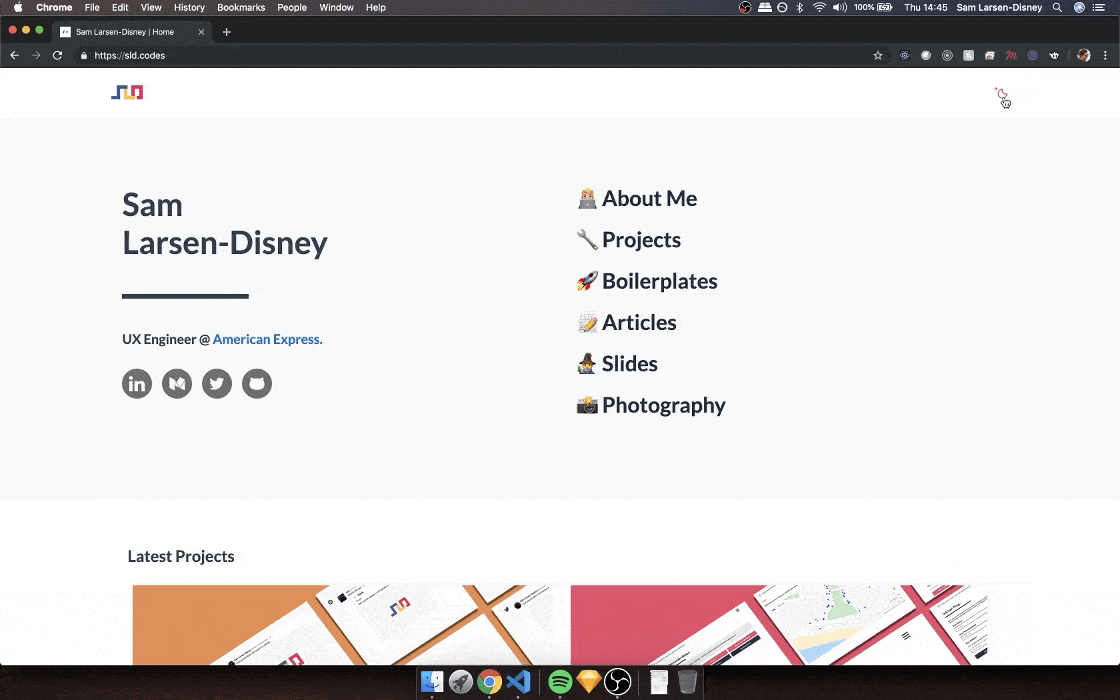 Chrome File Edit View History Bookmarks People Window Help 100% Thu 14:45 Sam Larsen-Disney
Sam Larsen-Disney | Home
https://sld.codes
Sam
Larsen-Disney
UX Engineer @ American Express.
About Me
Projects
Boilerplates
Articles
Slides
Photography
Latest Projects